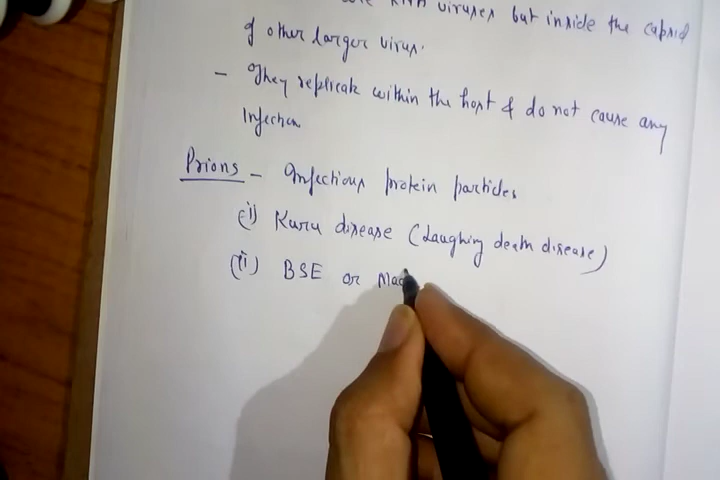 RNA viruses but inside the capsid
of other larger virus.
- They replicate within the host & do not cause any
Infection
Prions - Infectious protein particles
(i) Kuru disease (Laughing death disease)
(ii) BSE or Mad